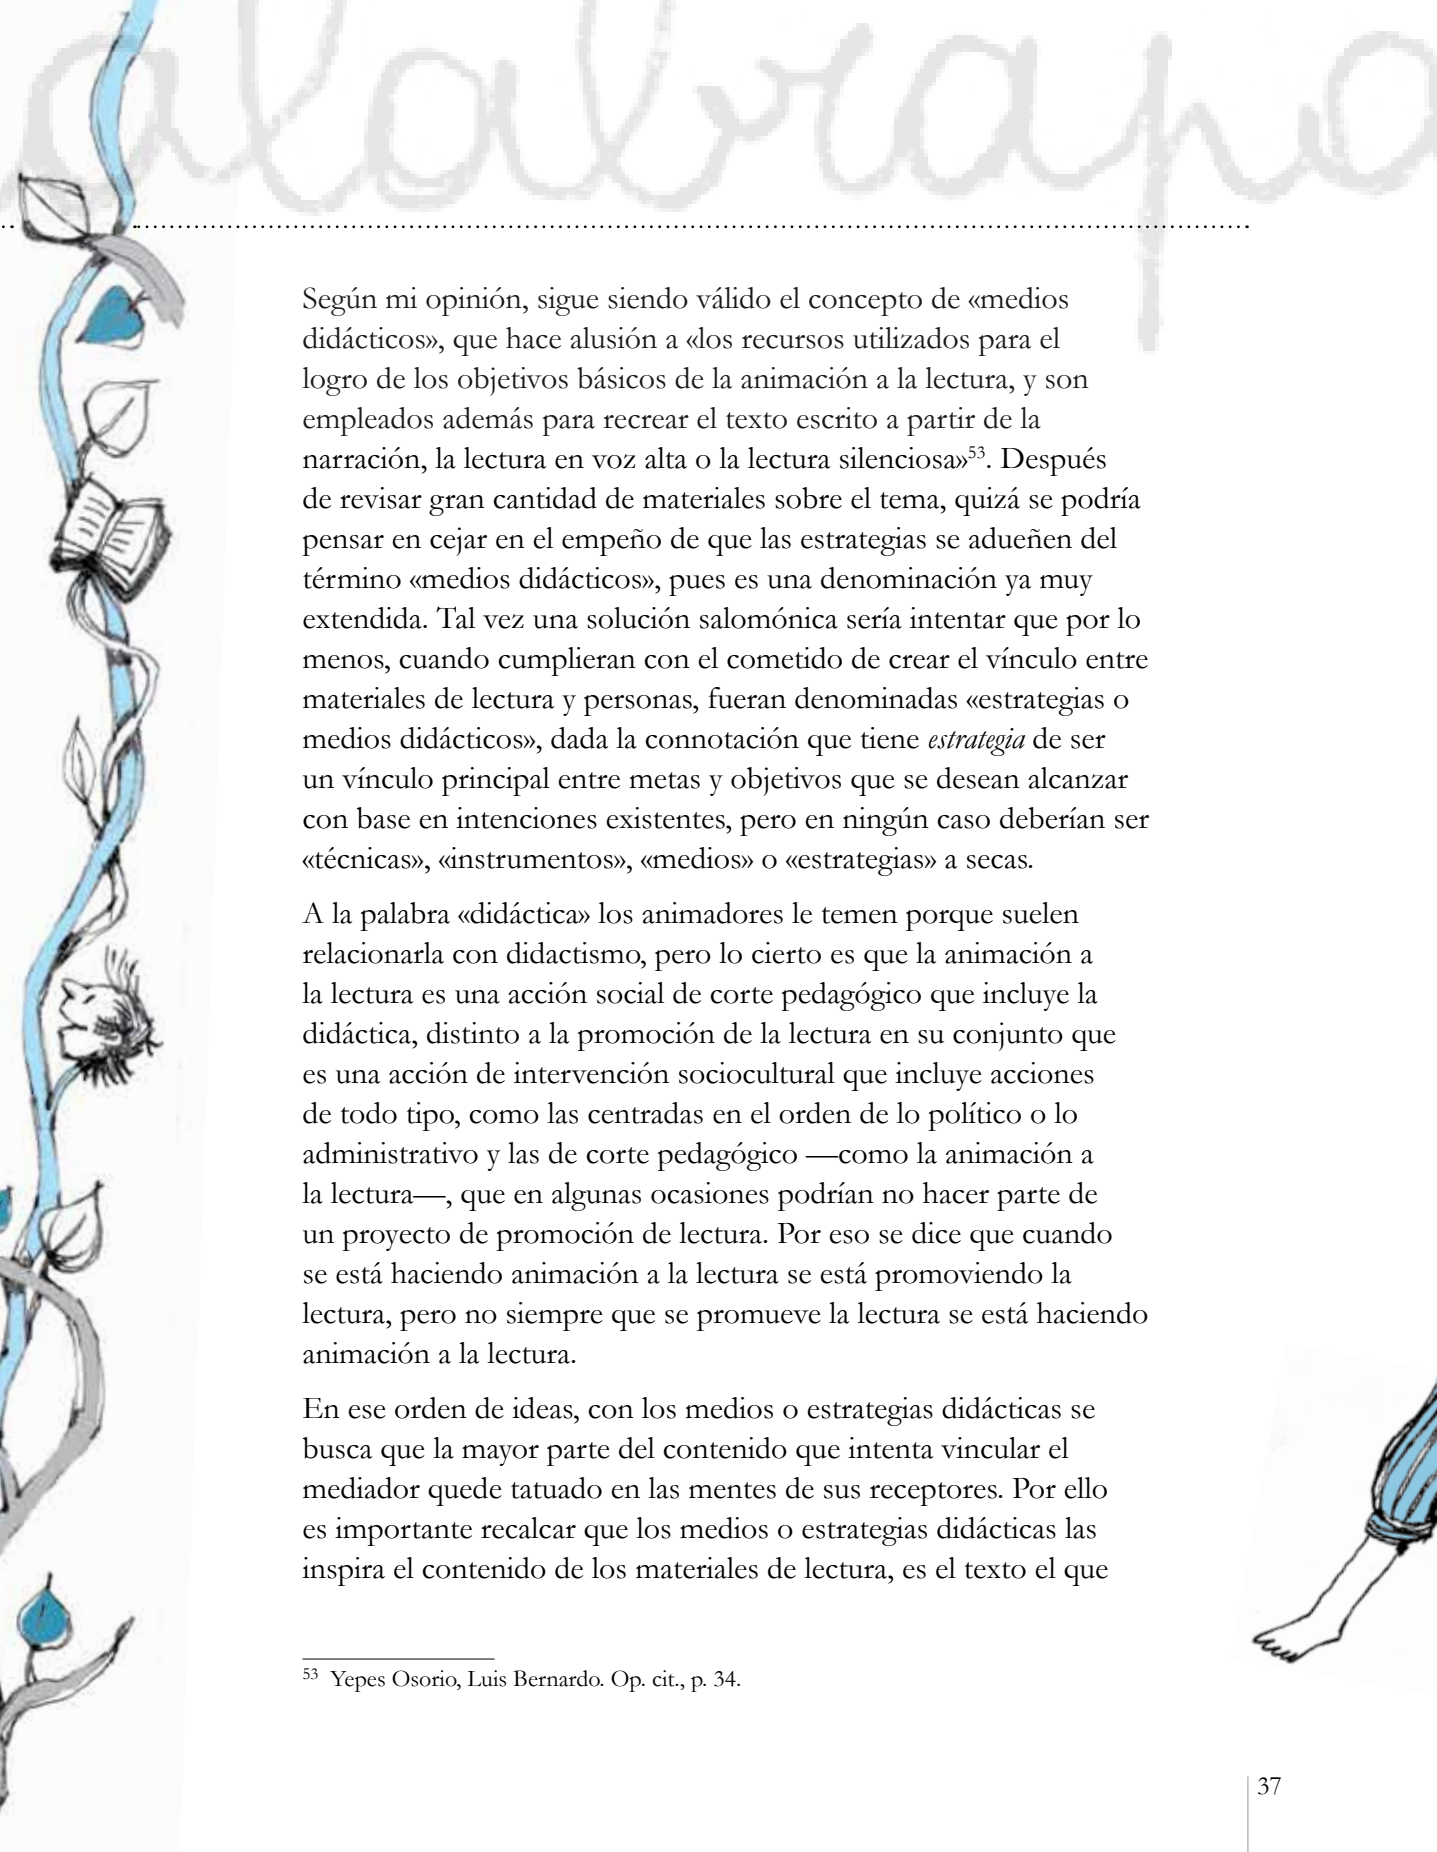 alabrapa
Según mi opinión, sigue siendo válido el concepto de «medios
didácticos», que hace alusión a «los recursos utilizados para el
logro de los objetivos básicos de la animación a la lectura, y son
empleados además para recrear el texto escrito a partir de la
narración, la lectura en voz alta o la lectura silenciosa»53. Después
de revisar gran cantidad de materiales sobre el tema, quizá se podría
pensar en cejar en el empeño de que las estrategias se adueñen del
término «medios didácticos», pues es una denominación ya muy
extendida. Tal vez una solución salomónica sería intentar que por lo
menos, cuando cumplieran con el cometido de crear el vínculo entre
materiales de lectura y personas, fueran denominadas «estrategias o
medios didácticos», dada la connotación que tiene estrategia de ser
un vínculo principal entre metas y objetivos que se desean alcanzar
con base en intenciones existentes, pero en ningún caso deberían ser
«técnicas», «instrumentos», «medios» o «estrategias» a secas.
A la palabra «didáctica» los animadores le temen porque suelen
relacionarla con didactismo, pero lo cierto es que la animación a
la lectura es una acción social de corte pedagógico que incluye la
didáctica, distinto a la promoción de la lectura en su conjunto que
es una acción de intervención sociocultural que incluye acciones
de todo tipo, como las centradas en el orden de lo político o lo
administrativo y las de corte pedagógico —como la animación a
la lectura—, que en algunas ocasiones podrían no hacer parte de
un proyecto de promoción de lectura. Por eso se dice que cuando
se está haciendo animación a la lectura se está promoviendo la
lectura, pero no siempre que se promueve la lectura se está haciendo
animación a la lectura.
En ese orden de ideas, con los medios o estrategias didácticas se
busca que la mayor parte del contenido que intenta vincular el
mediador quede tatuado en las mentes de sus receptores. Por ello
es importante recalcar que los medios o estrategias didácticas las
inspira el contenido de los materiales de lectura, es el texto el que
53 Yepes Osorio, Luis Bernardo. Op. cit., p. 34.
37